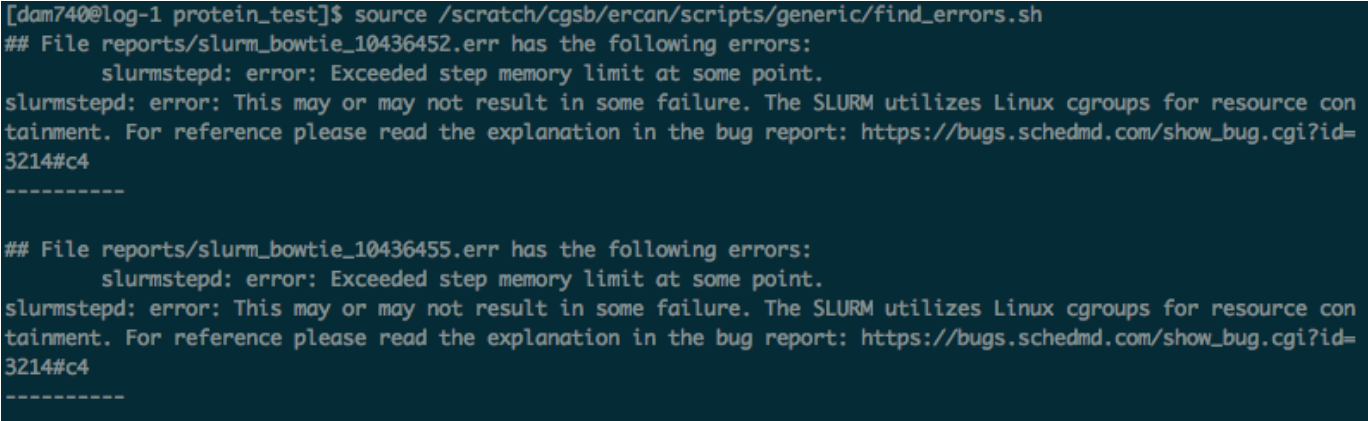 [dam740@log-1 protein_test]$ source /scratch/cgsb/ercan/scripts/generic/find_errors.sh
## File reports/slurm_bowtie_10436452.err has the following errors:
        slurmstepd: error: Exceeded step memory limit at some point.
slurmstepd: error: This may or may not result in some failure. The SLURM utilizes Linux cgroups for resource con
tainment. For reference please read the explanation in the bug report: https://bugs.schedmd.com/show_bug.cgi?id=
3214#c4
----------

## File reports/slurm_bowtie_10436455.err has the following errors:
        slurmstepd: error: Exceeded step memory limit at some point.
slurmstepd: error: This may or may not result in some failure. The SLURM utilizes Linux cgroups for resource con
tainment. For reference please read the explanation in the bug report: https://bugs.schedmd.com/show_bug.cgi?id=
3214#c4
----------